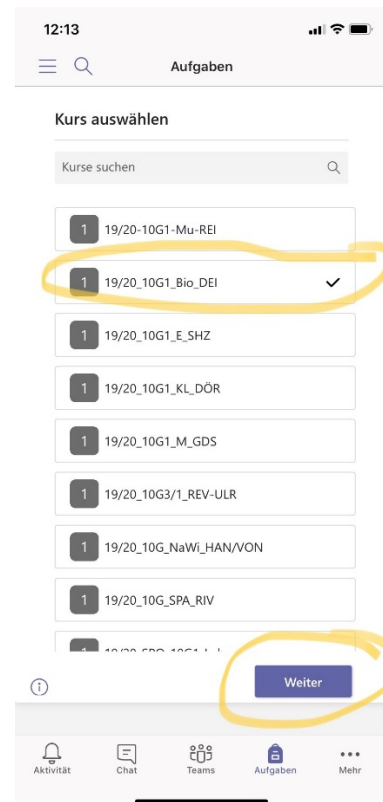 12:13
Aufgaben
Kurs auswählen
Kurse suchen
1 19/20-10G1-Mu-REI
1 19/20_10G1_Bio_DEI
1 19/20_10G1_E_SHZ
1 19/20_10G1_KL_DÖR
1 19/20_10G1_M_GDS
1 19/20_10G3/1_REV-ULR
1 19/20_10G_NaWi_HAN/VON
1 19/20_10G_SPA_RIV
Weiter
Aktivität Chat Teams Aufgaben Mehr